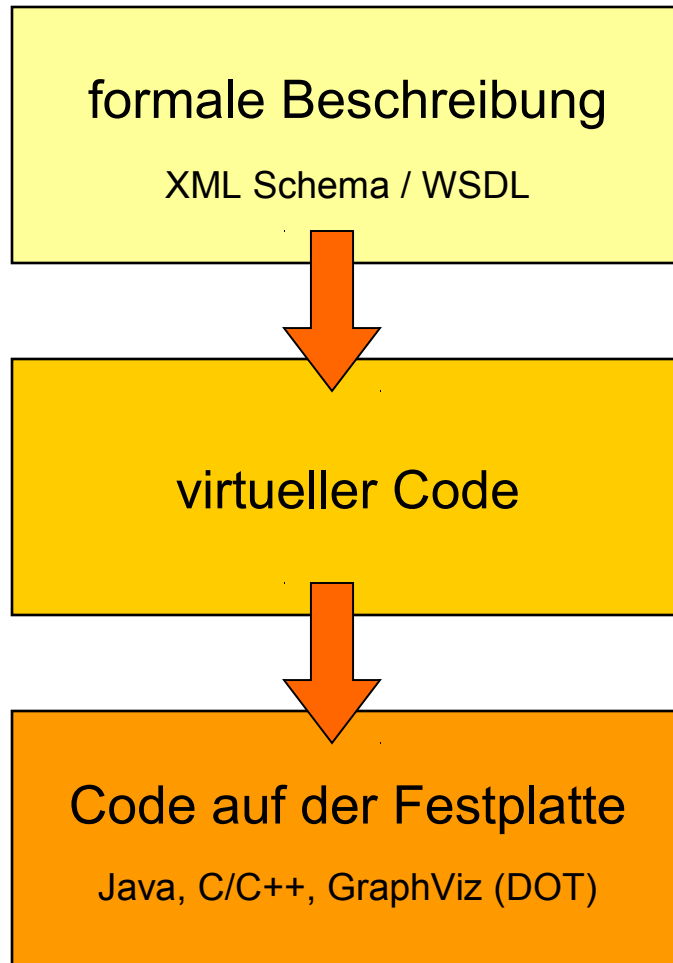 formale Beschreibung
XML Schema / WSDL
virtueller Code
Code auf der Festplatte
Java, C/C++, GraphViz (DOT)